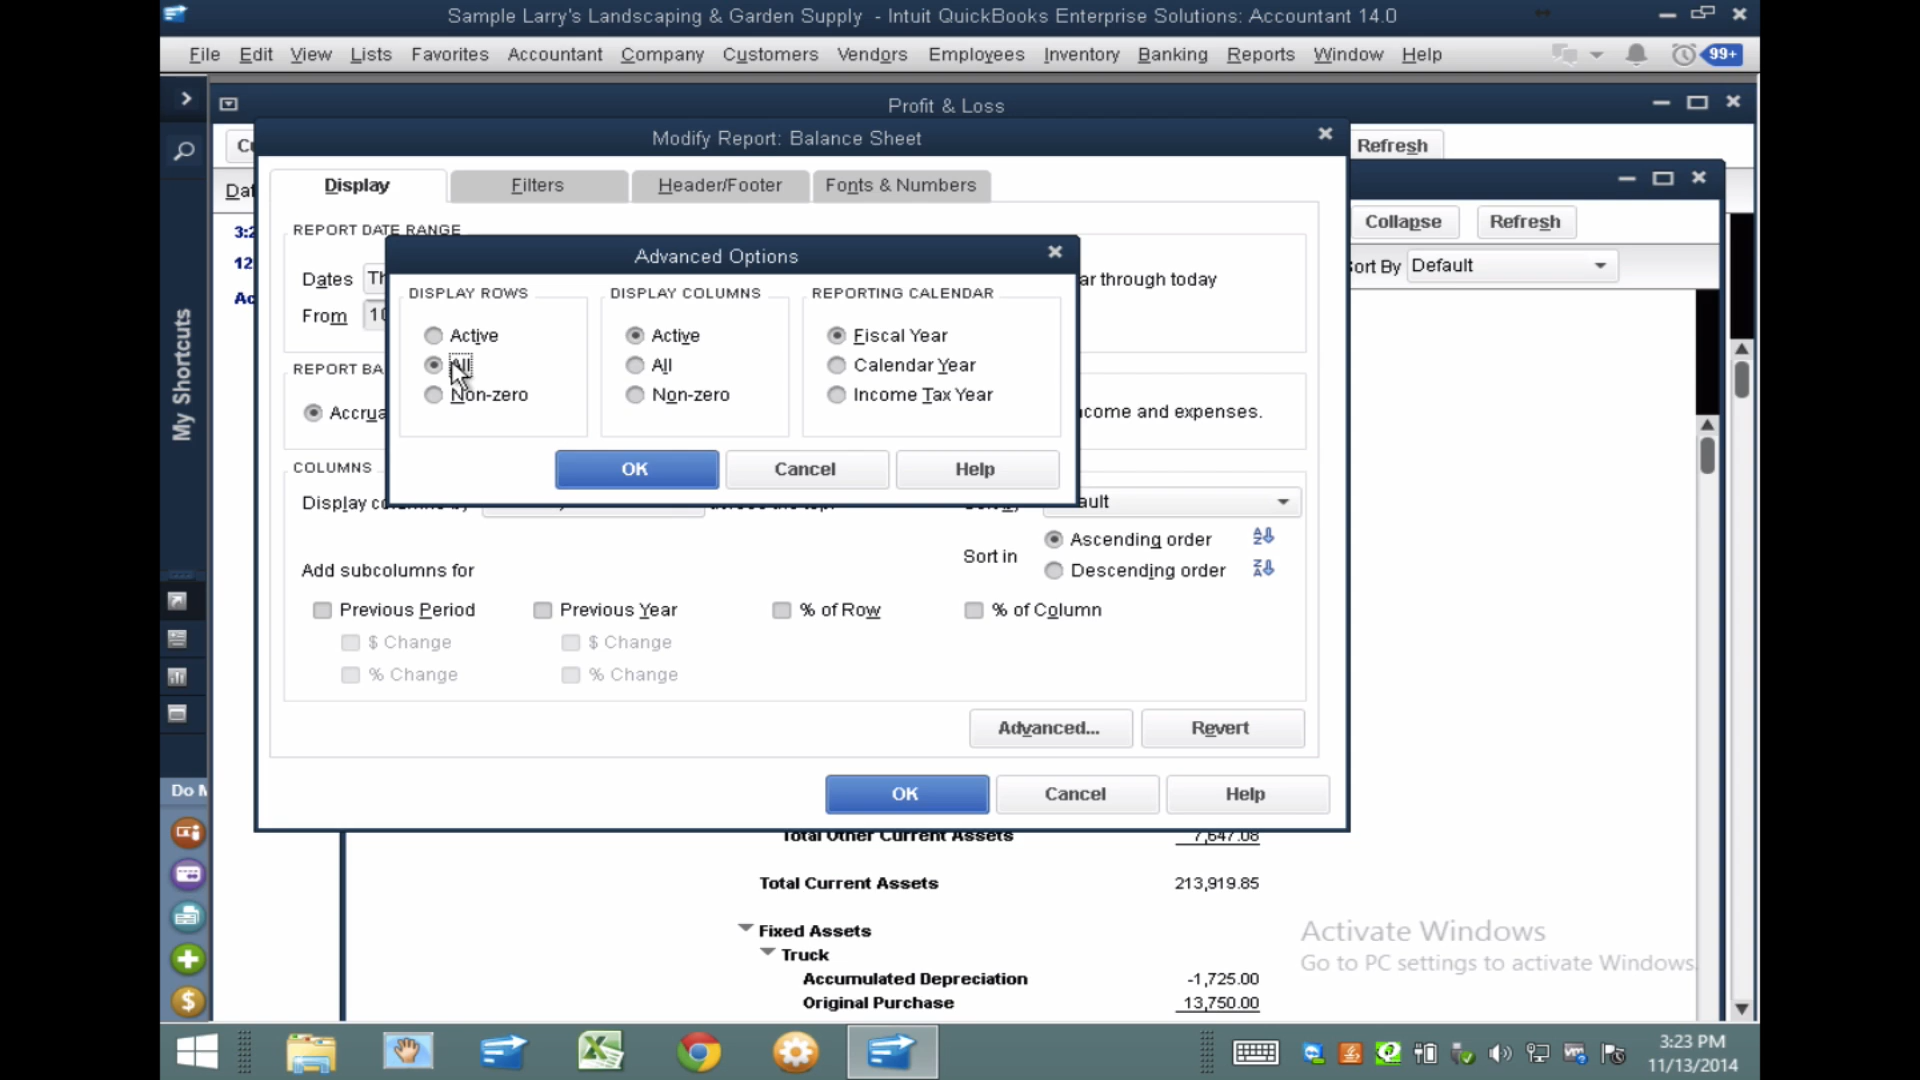 Sample Larry's Landscaping & Garden Supply - Intuit QuickBooks Enterprise Solutions: Accountant 14.0
File Edit View Lists Favorites Accountant Company Customers Vendors Employees Inventory Banking Reports Window Help 99+
Profit & Loss
Modify Report: Balance Sheet
Refresh
Display Filters Header/Footer Fonts & Numbers
Collapse Refresh
REPORT DATE RANGE
Sort By Default
Advanced Options
Dates
through today
From
DISPLAY ROWS DISPLAY COLUMNS REPORTING CALENDAR
Active Active Fiscal Year
All All Calendar Year
Non-zero Non-zero Income Tax Year
and expenses.
OK Cancel Help
COLUMNS
Display
Ascending order
Sort in
Descending order
Add subcolumns for
Previous Period Previous Year % of Row % of Column
$ Change $ Change
% Change % Change
Advanced... Revert
OK Cancel Help
My Shortcuts
Do
Total Other Current Assets 7,647.08
Total Current Assets 213,919.85
Fixed Assets
Truck
Accumulated Depreciation -1,725.00
Original Purchase 13,750.00
Activate Windows
Go to PC settings to activate Windows.
3:23 PM
11/13/2014